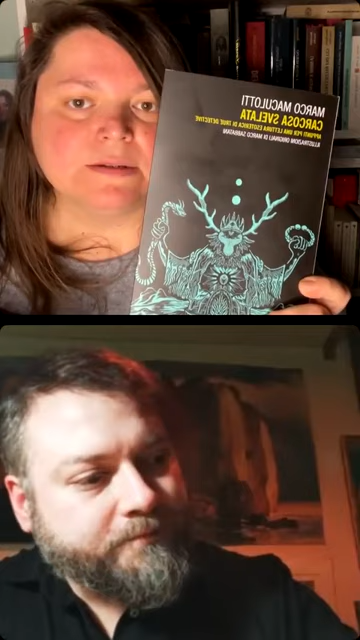 MARCO MACULOTTI
CARCOSA SVELATA
APPUNTI PER UNA LETTURA ESOTERICA DI TRUE DETECTIVE
ILLUSTRAZIONI ORIGINALI DI MARCO SABBATANI